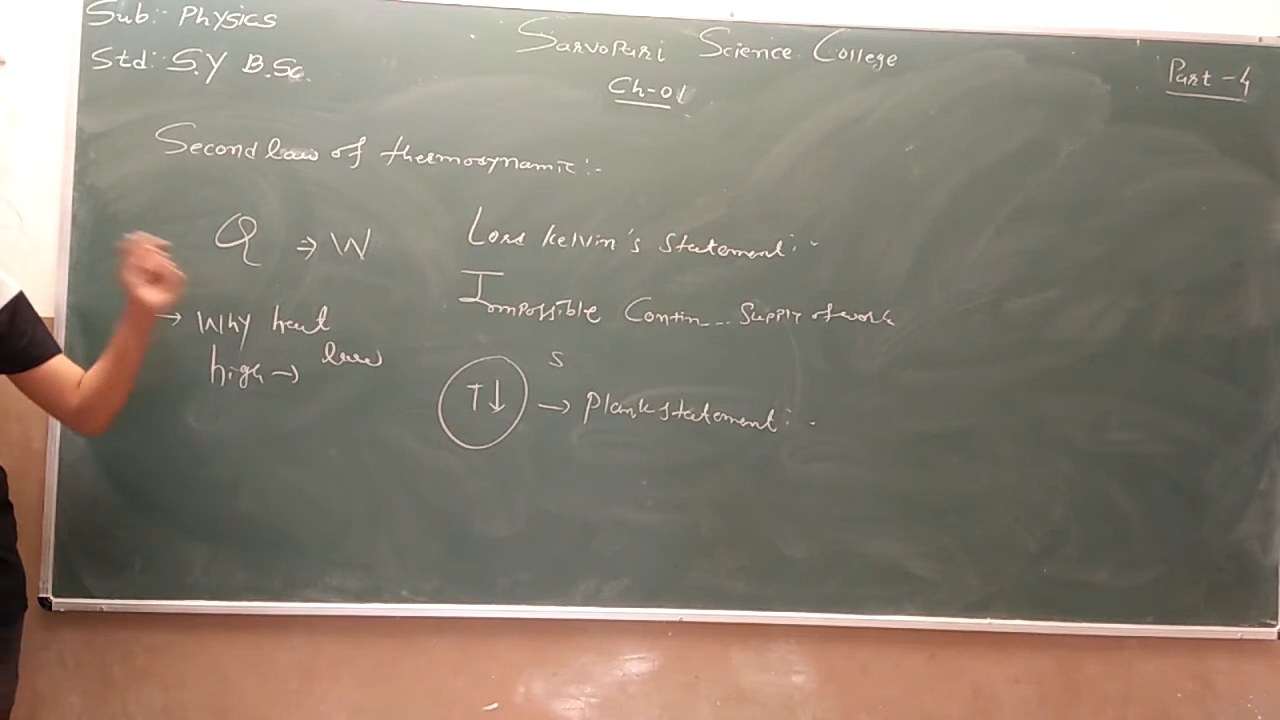 Sub:- Physics
Std:- S.Y B.Sc.
Sarvopari Science College
Ch-01
Part-4
Second law of thermodynamic:-
Q → W
→ Why heat
high →
Lord Kelvin's Statement:-
Impossible Contin... Supply of work
S
T↓ → Plank statement:-